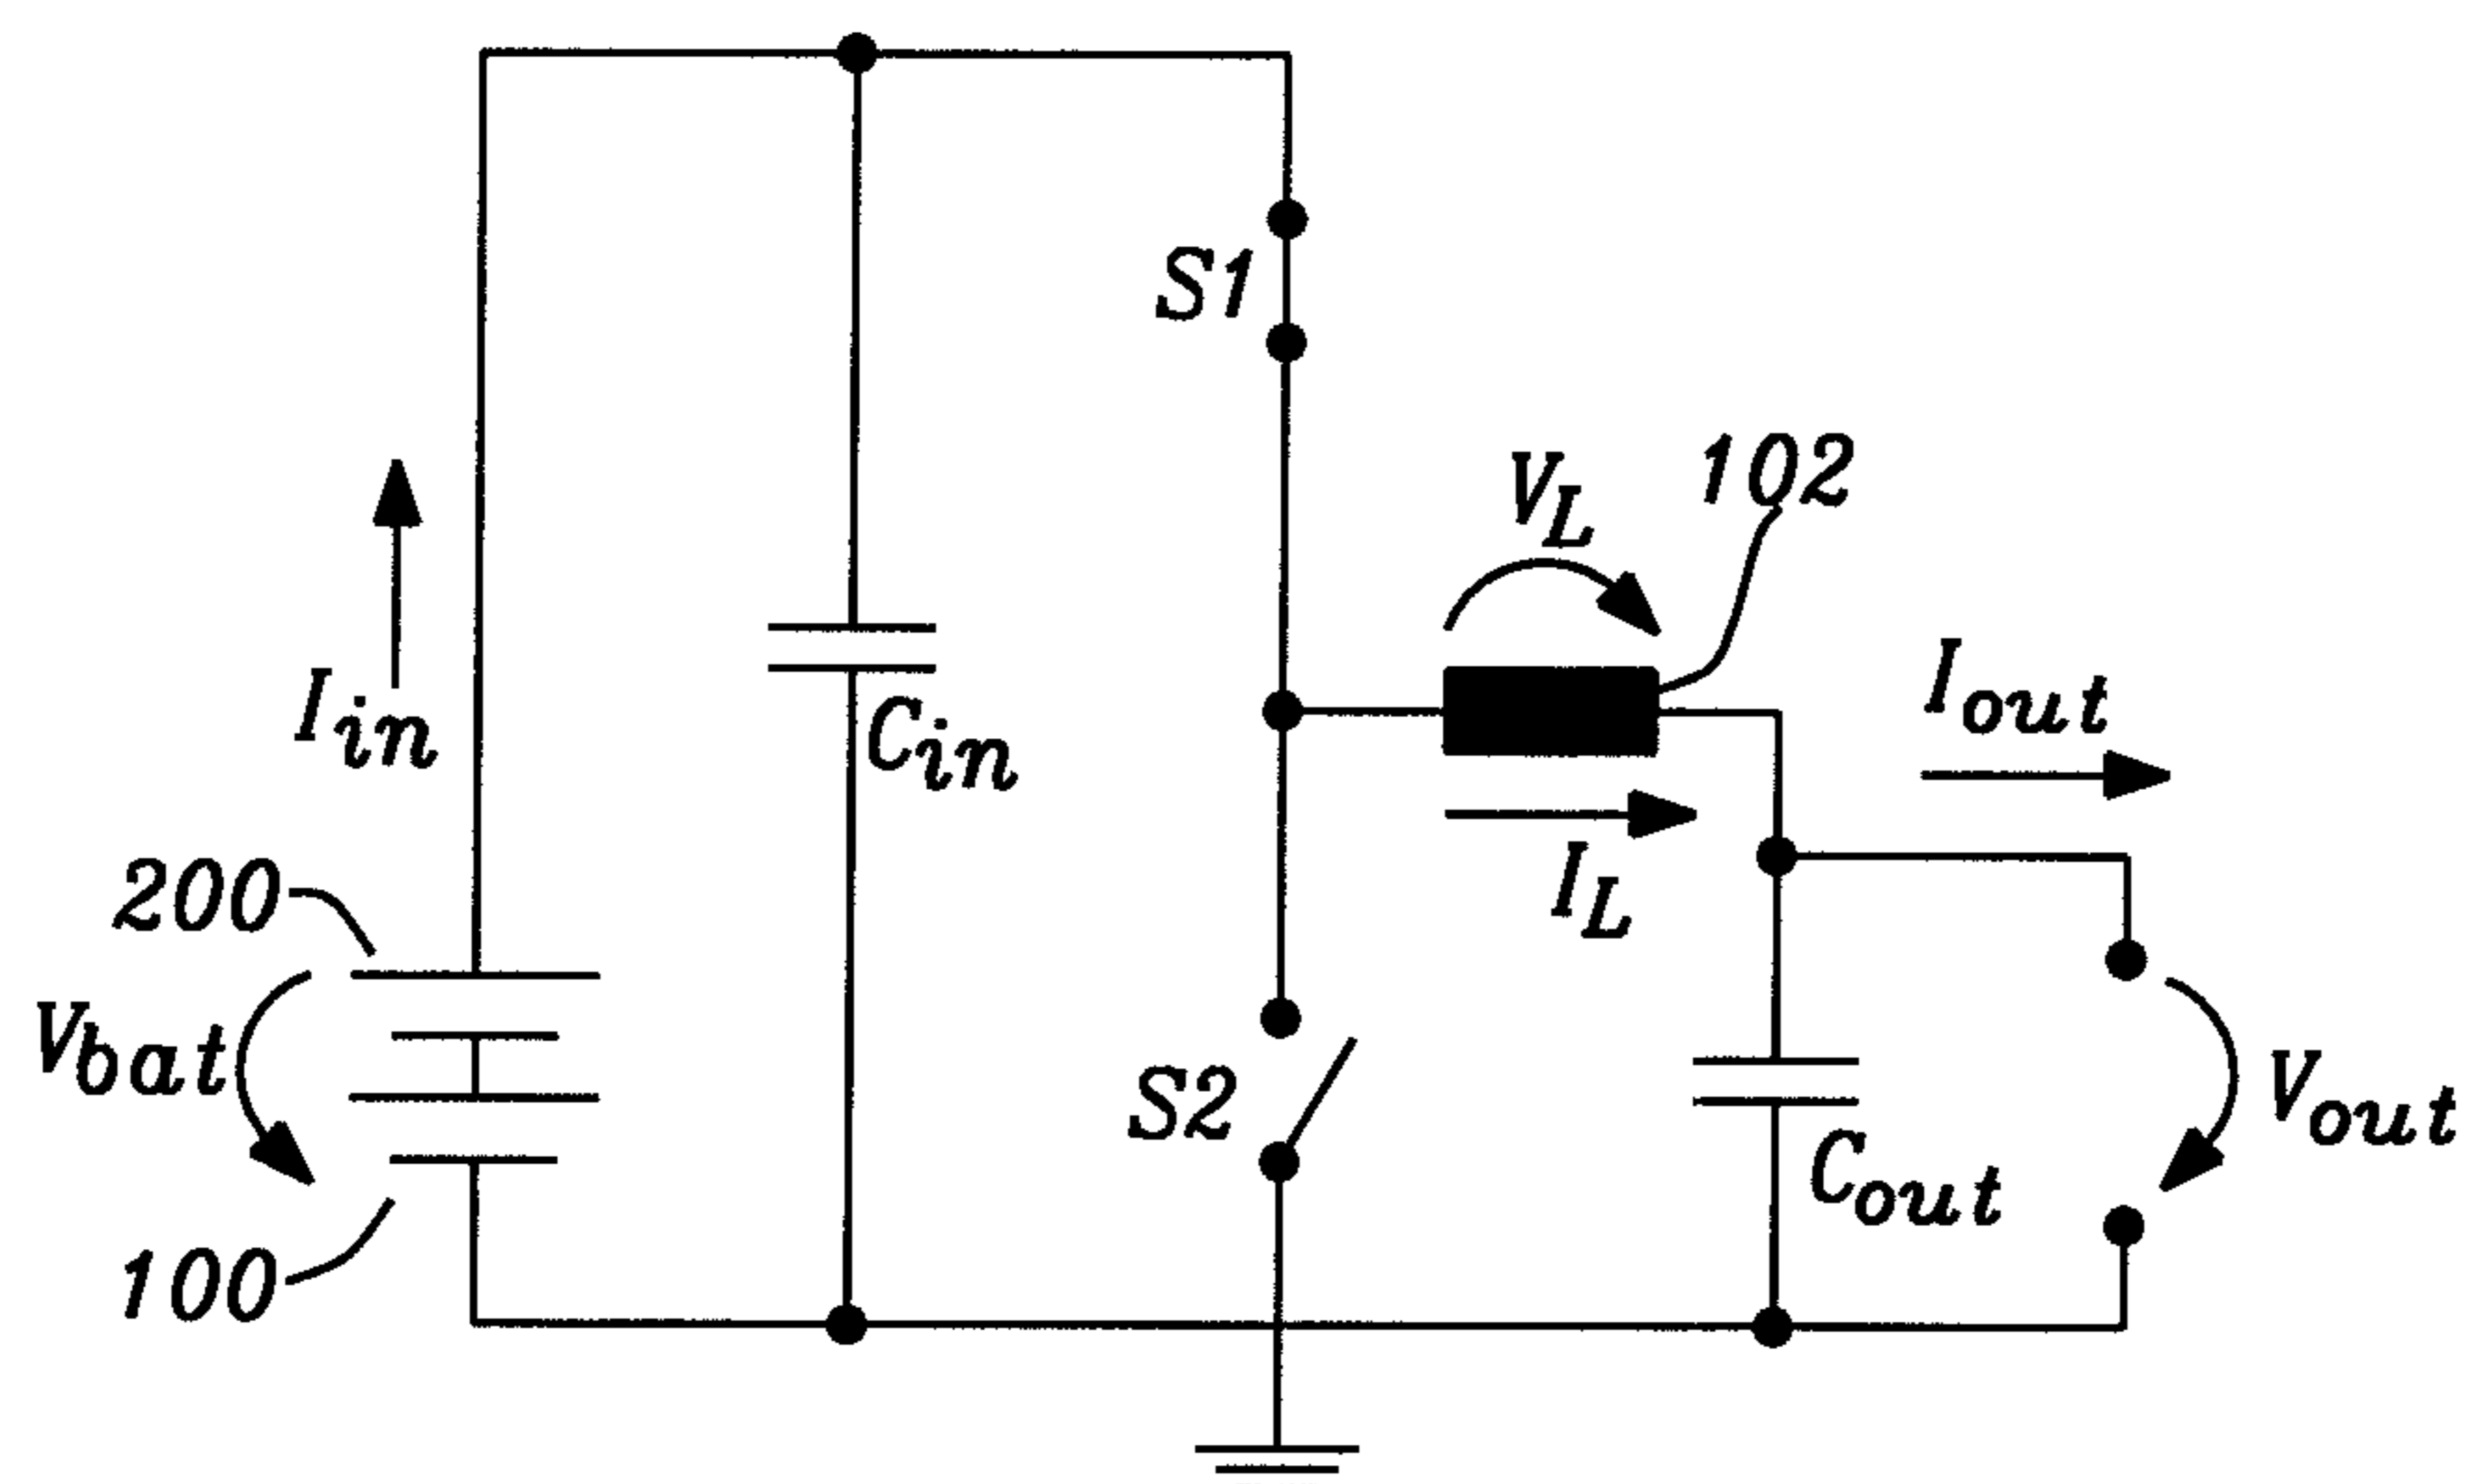 S1
V_L
102
I_in
C_in
I_out
I_L
200
V_bat
S2
V_out
C_out
100